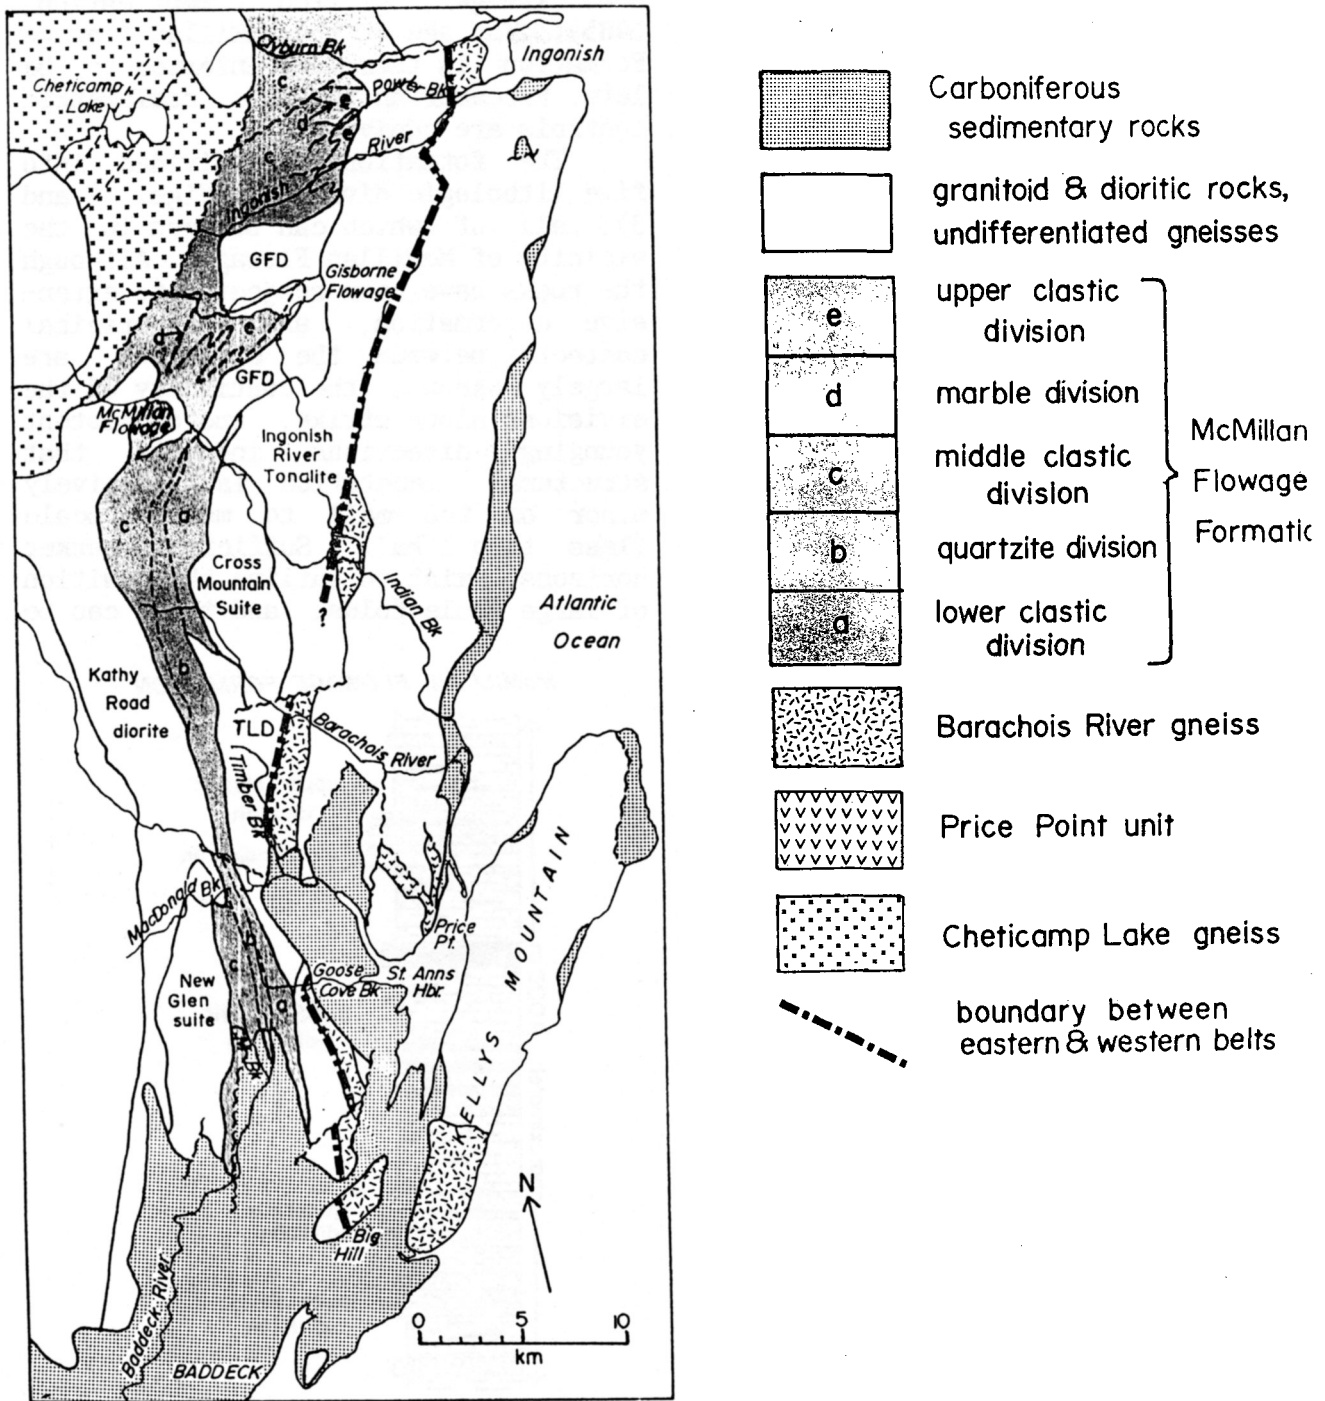 Clyburn Bk
Ingonish
Cheticamp
Lake
Power Bk
c
e
d
e
c
River
Ingonish
GFD
Gisborne
Flowage
e
d
GFD
McMillan
Flowage
Ingonish
River
Tonalite
c
Cross
Mountain
Suite
Indian Bk
Atlantic
Ocean
?
b
Kathy
Road
diorite
TLD
Barachois River
Timber Bk
MacDonald Bk
b
c
a
New
Glen
suite
Goose
Cove Bk
St. Anns
Hbr.
Price
Pt.
KELLYS MOUNTAIN
GM Bk
Big
Hill
N
Baddeck River
BADDECK
0 5 10
km
Carboniferous
sedimentary rocks
granitoid & dioritic rocks,
undifferentiated gneisses
e upper clastic
division
d marble division
c middle clastic
division
b quartzite division
a lower clastic
division
McMillan
Flowage
Formatic
Barachois River gneiss
Price Point unit
Cheticamp Lake gneiss
boundary between
eastern & western belts